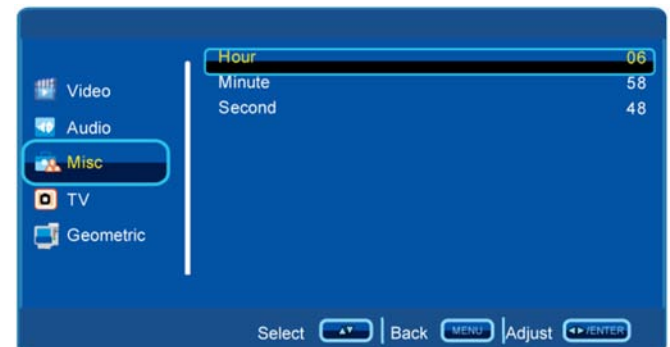 Hour 06
Minute 58
Second 48
Video
Audio
Misc
TV
Geometric
Select Back MENU Adjust /ENTER